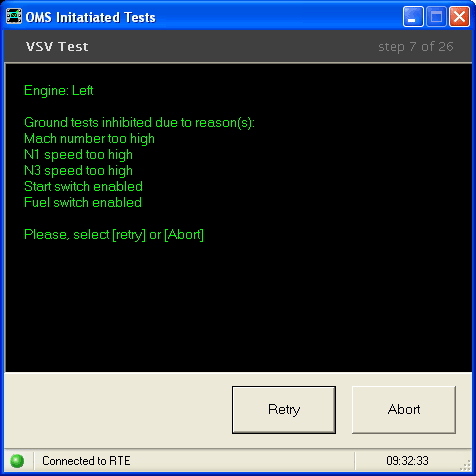 OMS Initatiated Tests
VSV Test
step 7 of 26
Engine: Left
Ground tests inhibited due to reason(s):
Mach number too high
N1 speed too high
N3 speed too high
Start switch enabled
Fuel switch enabled
Please, select [retry] or [Abort]
Retry
Abort
Connected to RTE
09:32:33